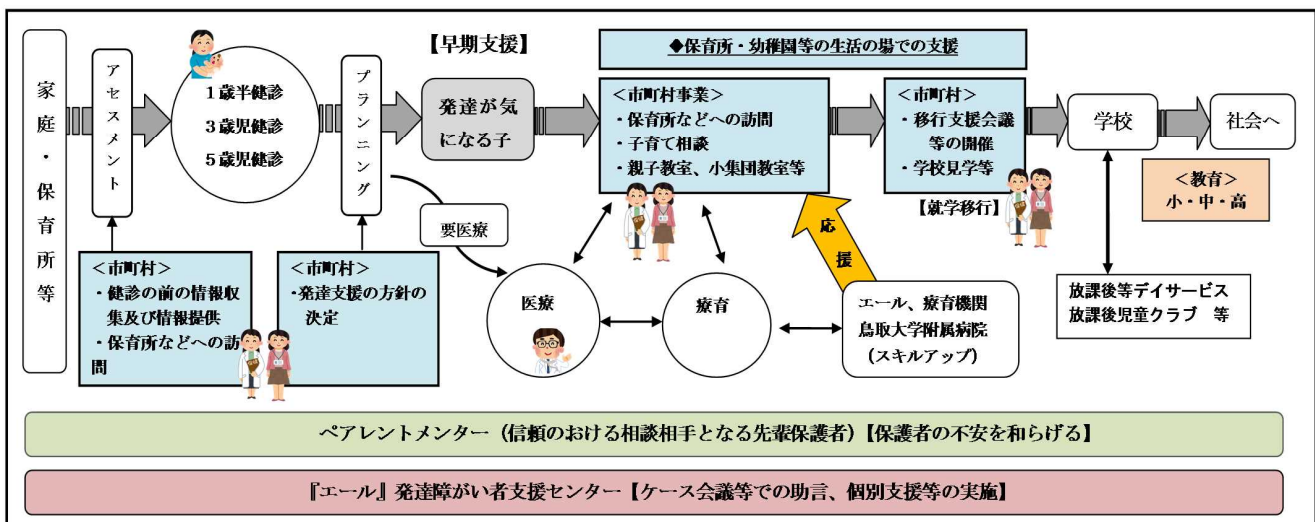 家庭・保育所等
アセスメント
1歳半健診
3歳児健診
5歳児健診
プランニング
【早期支援】
発達が気
になる子
◆保育所・幼稚園等の生活の場での支援
＜市町村事業＞
・保育所などへの訪問
・子育て相談
・親子教室、小集団教室等
＜市町村＞
・移行支援会議
等の開催
・学校見学等
【就学移行】
学校
社会へ
＜教育＞
小・中・高
要医療
応援
＜市町村＞
・健診の前の情報収
集及び情報提供
・保育所などへの訪
問
＜市町村＞
・発達支援の方針の
決定
医療
療育
エール、療育機関
鳥取大学附属病院
（スキルアップ）
放課後等デイサービス
放課後児童クラブ　等
ペアレントメンター（信頼のおける相談相手となる先輩保護者）【保護者の不安を和らげる】
『エール』発達障がい者支援センター【ケース会議等での助言、個別支援等の実施】